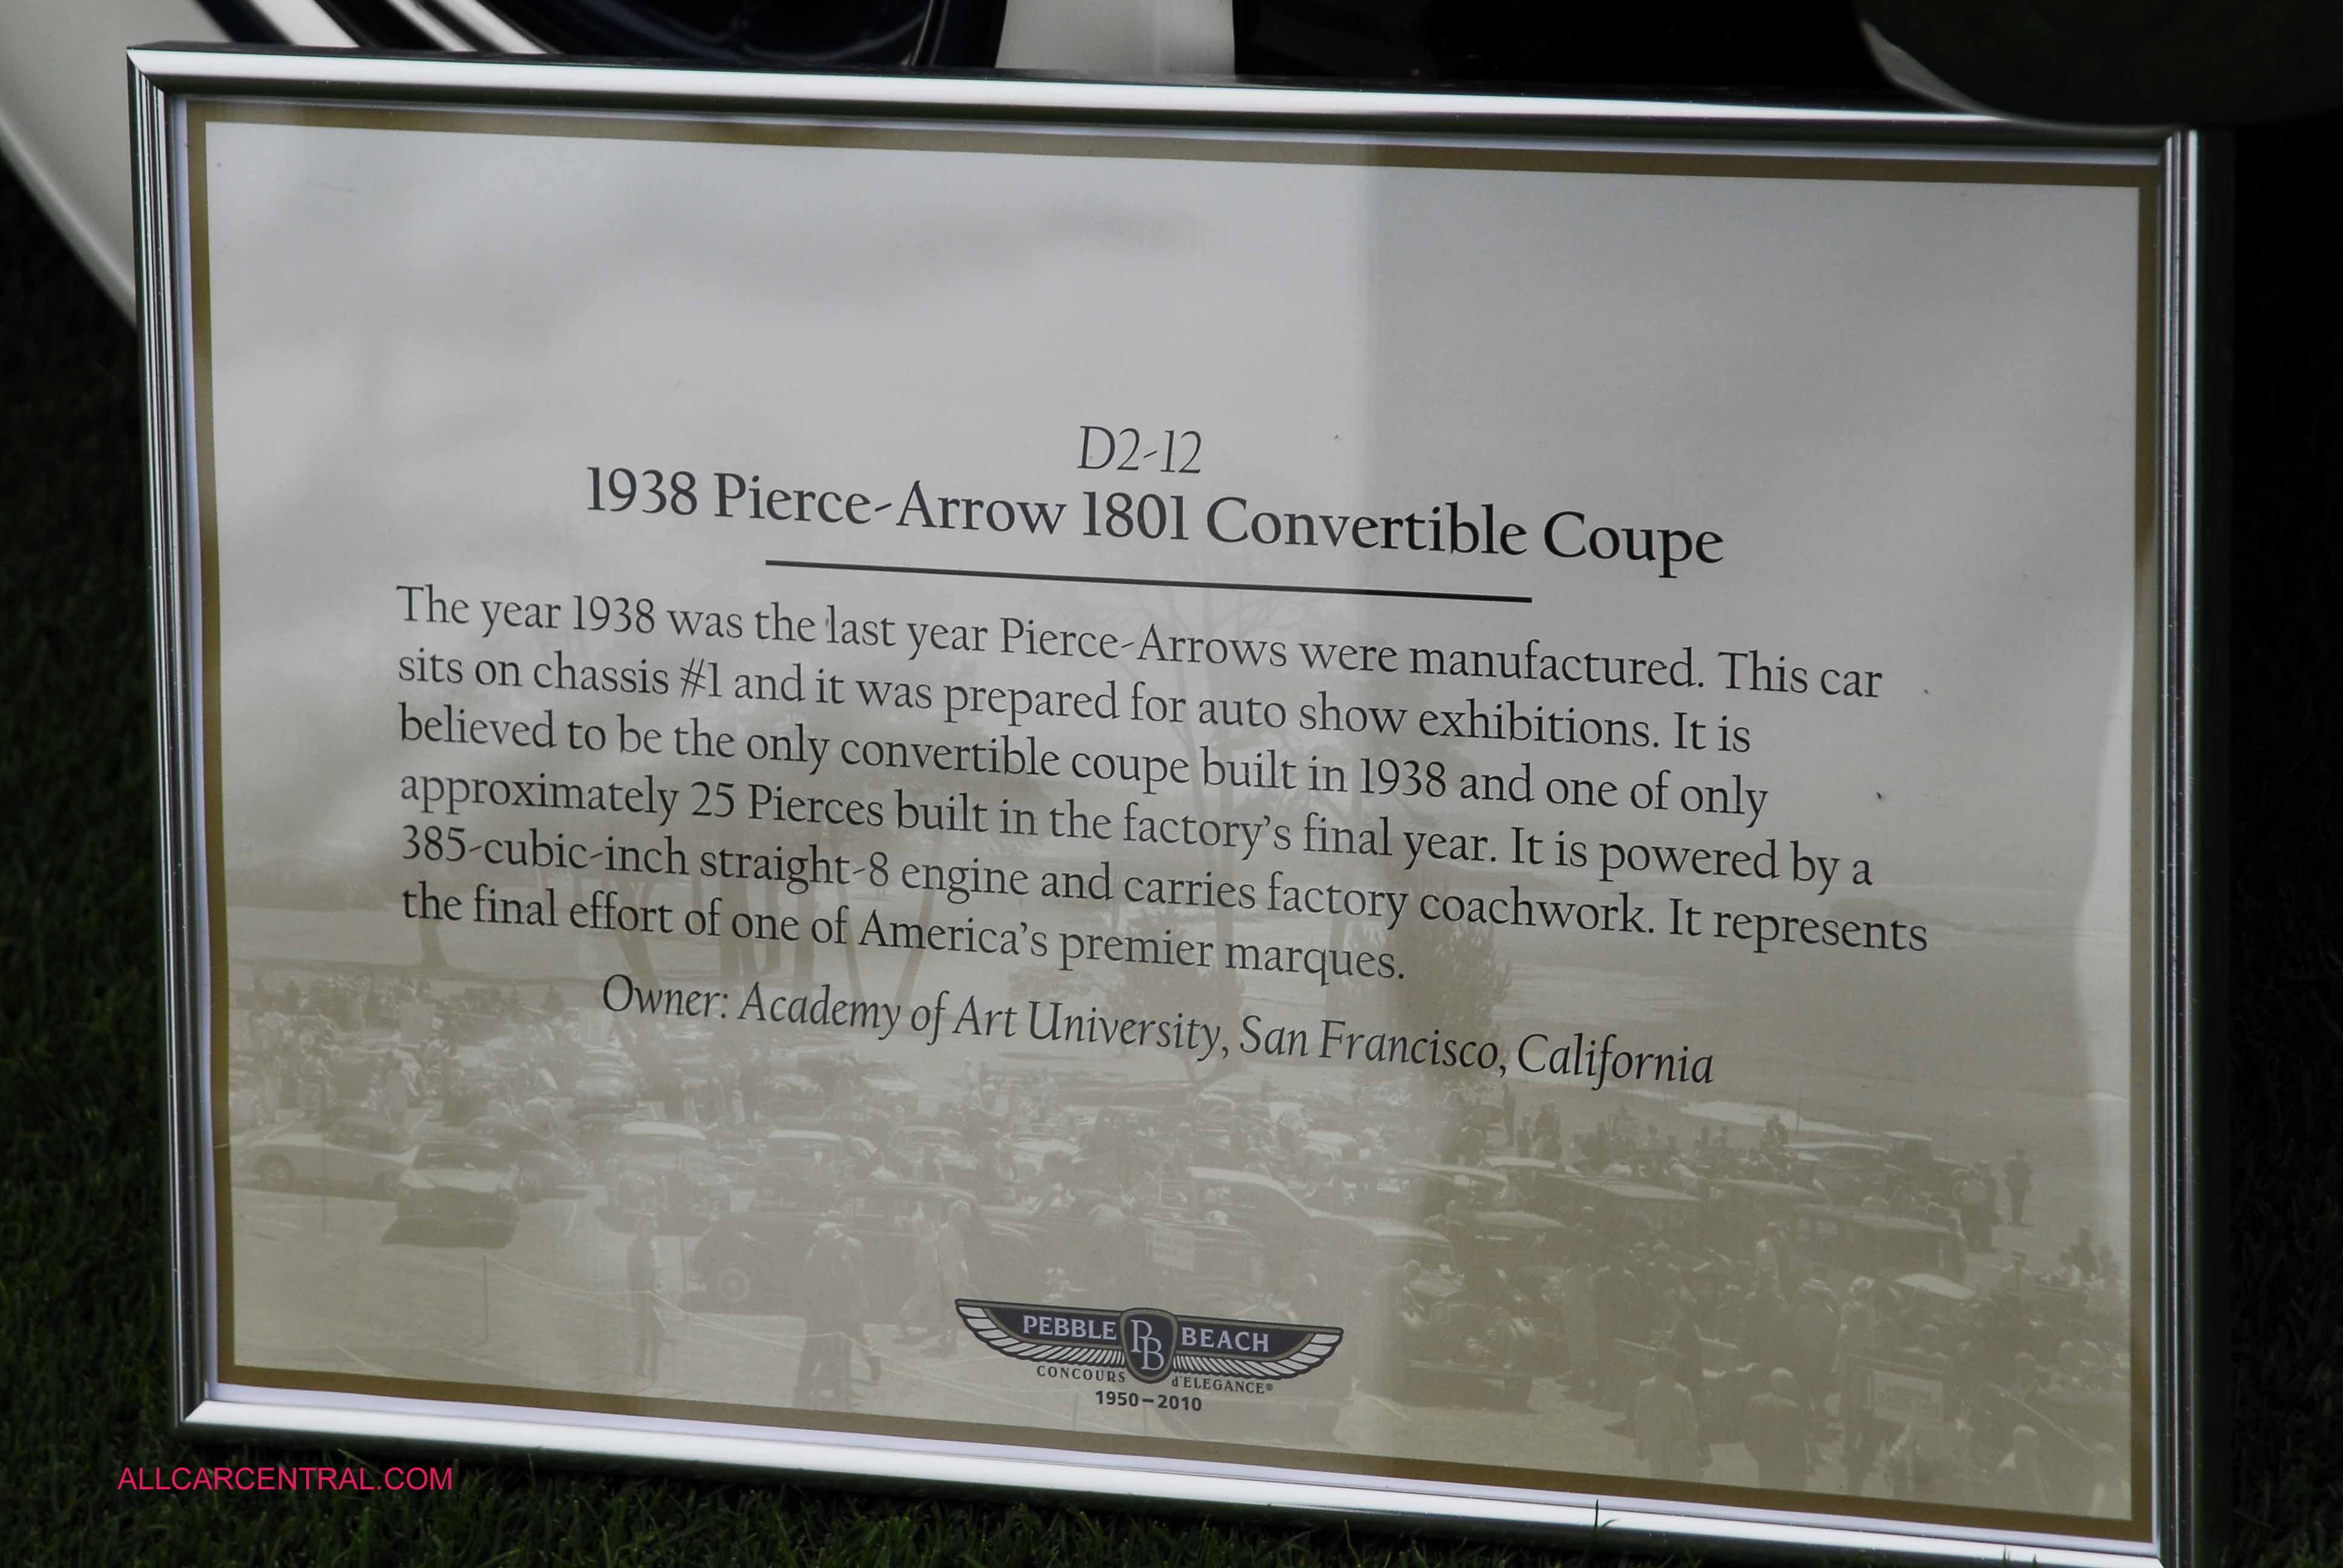 D2-12
1938 Pierce-Arrow 1801 Convertible Coupe
The year 1938 was the last year Pierce-Arrows were manufactured. This car
sits on chassis #1 and it was prepared for auto show exhibitions. It is
believed to be the only convertible coupe built in 1938 and one of only
approximately 25 Pierces built in the factory's final year. It is powered by a
385-cubic-inch straight-8 engine and carries factory coachwork. It represents
the final effort of one of America's premier marques.
Owner: Academy of Art University, San Francisco, California
PEBBLE PB BEACH
CONCOURS d'ELEGANCE®
1950–2010
ALLCARCENTRAL.COM